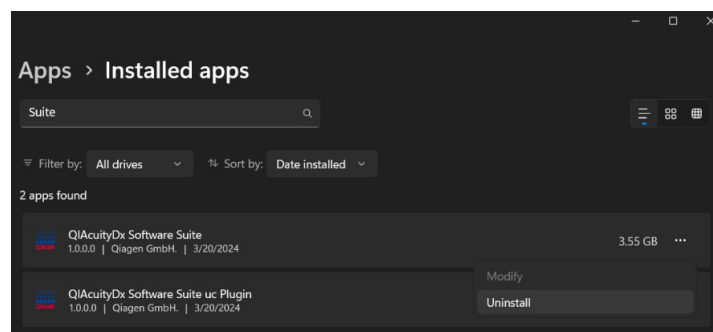 Apps > Installed apps
Suite
Filter by: All drives Sort by: Date installed
2 apps found
QIAcuityDx Software Suite
1.0.0.0 | Qiagen GmbH. | 3/20/2024
3.55 GB
Modify
QIAcuityDx Software Suite uc Plugin
Uninstall
1.0.0.0 | Qiagen GmbH. | 3/20/2024